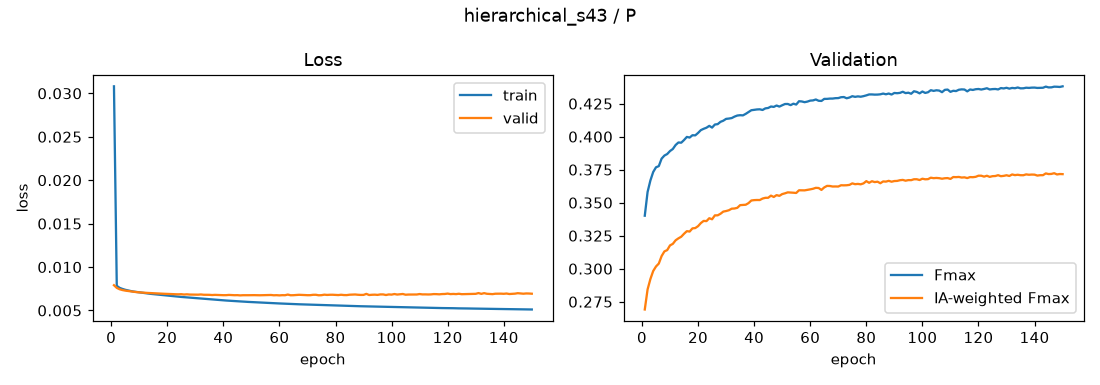 hierarchical_s43 / P
Loss
loss
0.030
0.025
0.020
0.015
0.010
0.005
train
valid
0 20 40 60 80 100 120 140
epoch
Validation
0.425
0.400
0.375
0.350
0.325
0.300
0.275
Fmax
IA-weighted Fmax
0 20 40 60 80 100 120 140
epoch